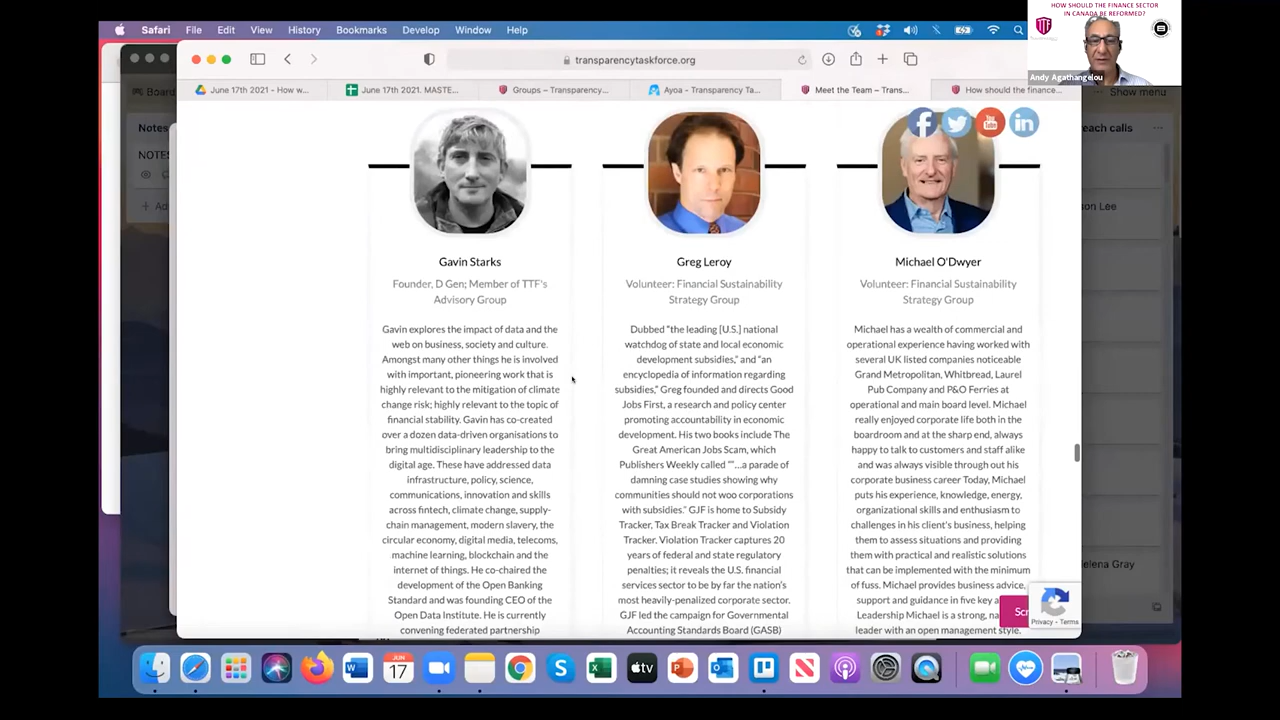 Safari File Edit View History Bookmarks Develop Window Help
HOW SHOULD THE FINANCE SECTOR
IN CANADA BE REFORMED?
Andy Agathangelou
transparencytaskforce.org
June 17th 2021 - How w...
June 17th 2021. MASTE...
Groups – Transparency...
Ayoa - Transparency Ta...
Meet the Team – Trans...
How should the finance...
Board
Show menu
Notes
NOTES
Ad
reach calls
son Lee
elena Gray
Gavin Starks
Founder, D Gen; Member of TTF's
Advisory Group
Gavin explores the impact of data and the
web on business, society and culture.
Amongst many other things he is involved
with important, pioneering work that is
highly relevant to the mitigation of climate
change risk; highly relevant to the topic of
financial stability. Gavin has co-created
over a dozen data-driven organisations to
bring multidisciplinary leadership to the
digital age. These have addressed data
infrastructure, policy, science,
communications, innovation and skills
across fintech, climate change, supply-
chain management, modern slavery, the
circular economy, digital media, telecoms,
machine learning, blockchain and the
internet of things. He co-chaired the
development of the Open Banking
Standard and was founding CEO of the
Open Data Institute. He is currently
convening federated partnership
Greg Leroy
Volunteer: Financial Sustainability
Strategy Group
Dubbed "the leading [U.S.] national
watchdog of state and local economic
development subsidies," and "an
encyclopedia of information regarding
subsidies," Greg founded and directs Good
Jobs First, a research and policy center
promoting accountability in economic
development. His two books include The
Great American Jobs Scam, which
Publishers Weekly called ""...a parade of
damning case studies showing why
communities should not woo corporations
with subsidies." GJF is home to Subsidy
Tracker, Tax Break Tracker and Violation
Tracker. Violation Tracker captures 20
years of federal and state regulatory
penalties; it reveals the U.S. financial
services sector to be by far the nation's
most heavily-penalized corporate sector.
GJF led the campaign for Governmental
Accounting Standards Board (GASB)
Michael O'Dwyer
Volunteer: Financial Sustainability
Strategy Group
Michael has a wealth of commercial and
operational experience having worked with
several UK listed companies noticeable
Grand Metropolitan, Whitbread, Laurel
Pub Company and P&O Ferries at
operational and main board level. Michael
really enjoyed corporate life both in the
boardroom and at the sharp end, always
happy to talk to customers and staff alike
and was always visible through out his
corporate business career Today, Michael
puts his experience, knowledge, energy,
organizational skills and enthusiasm to
challenges in his client's business, helping
them to assess situations and providing
them with practical and realistic solutions
that can be implemented with the minimum
of fuss. Michael provides business advice,
support and guidance in five key a
Leadership Michael is a strong, na
leader with an open management style.
Scr
Privacy - Terms
JUN
17
tv